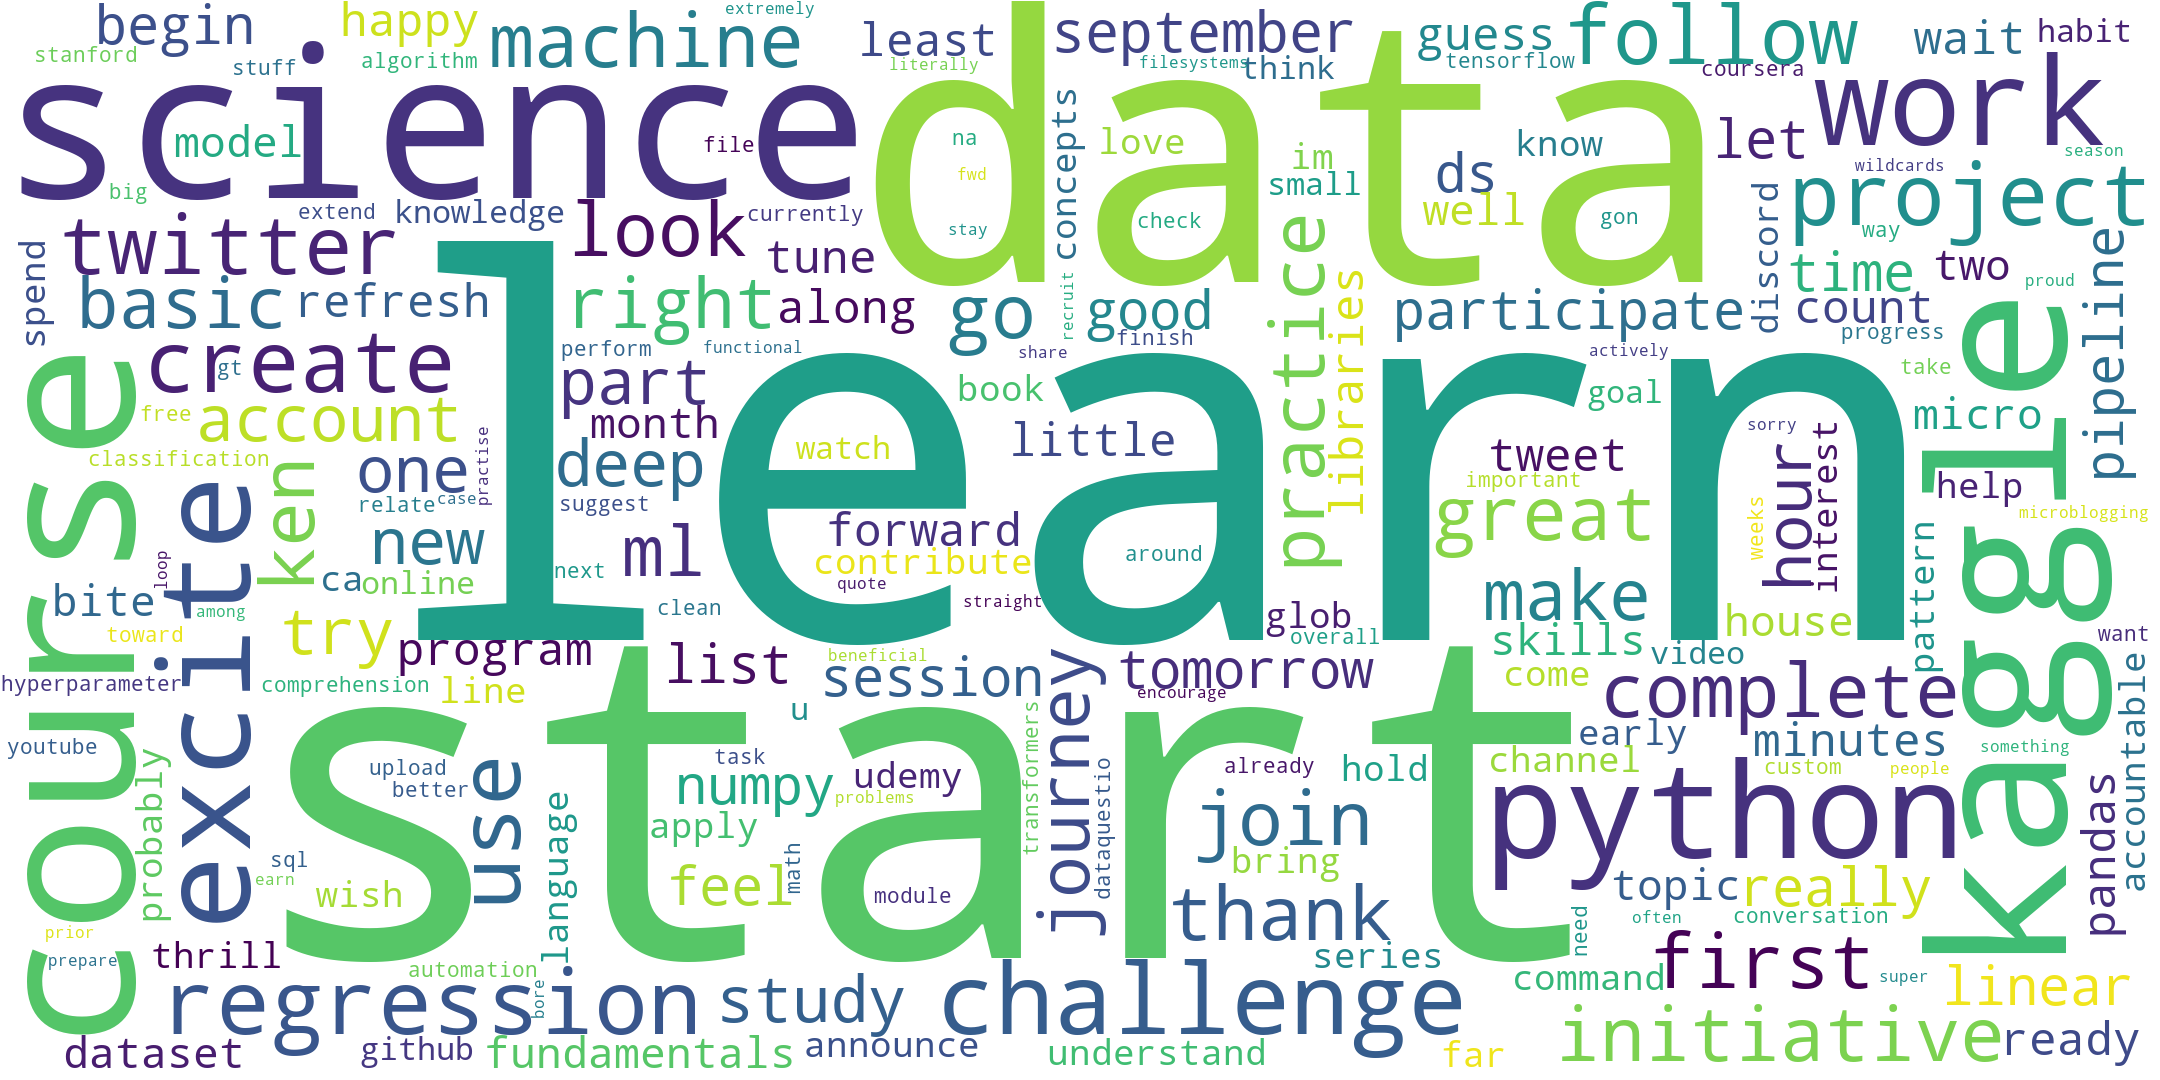 extremely
begin
happy
machine
least
september
guess
follow
wait
habit
stanford
stuff
algorithm
literally
filesystems
think
tensorflow
coursera
science
data
work
model
file
na
concepts
love
im
small
know
let
wildcards
season
big
fwd
ds
discord
project
extend
knowledge
look
currently
stay
check
practice
well
gon
way
twitter
tune
spend
basic
refresh
right
along
go
recruit
good
libraries
participate
time
two
count
proud
pipeline
finish
progress
create
gt
perform
functional
share
actively
take
learn
part
book
goal
kaggle
micro
course
free
account
month
little
sorry
interest
classification
ken
one
practise
deep
watch
tweet
important
help
relate
case
suggest
great
weeks
hour
microblogging
excite
new
ml
forward
contribute
around
pattern
loop
ca
online
next
quote
bite
among
clean
straight
make
glob
house
toward
try
program
list
beneficial
session
journey
tomorrow
overall
skills
video
want
hyperparameter
comprehension
line
encourage
come
complete
accountable
start
u
transformers
early
minutes
youtube
probably
upload
better
use
task
numpy
udemy
problems
dataquestio
already
hold
channel
something
custom
people
python
pandas
language
apply
join
sql
earn
wish
feel
math
module
bring
thank
topic
really
prior
need
often
conversation
prepare
thrill
automation
bore
series
command
first
super
linear
regression
study
challenge
initiative
ready
dataset
github
fundamentals
announce
understand
far